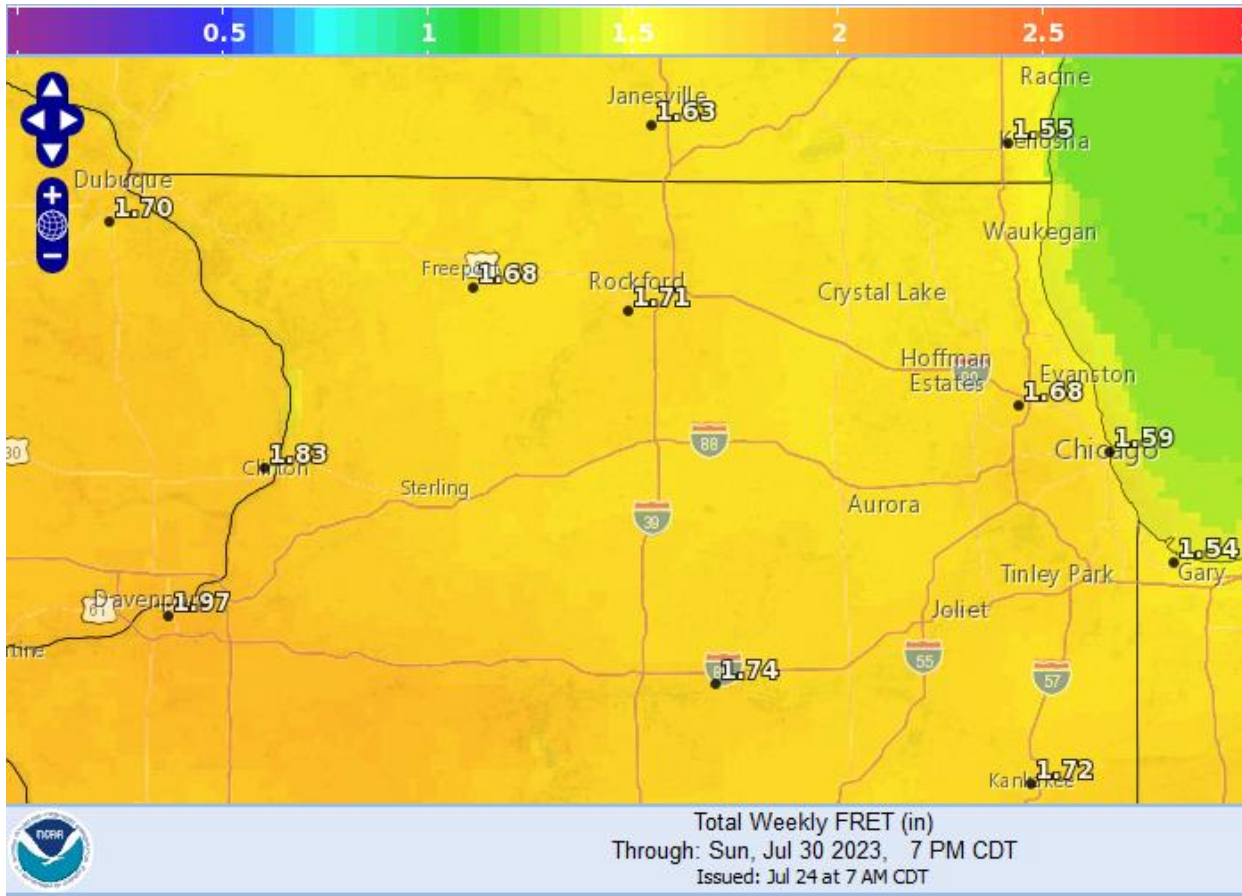 0.5 1 1.5 2 2.5
Racine
Janesville
1.63
1.55
Kenosha
Dubuque
1.70
Waukegan
Freeport
1.68
Rockford
1.71
Crystal Lake
Hoffman
Estates
90
Evanston
1.68
30
1.83
Clinton
88
1.59
Chicago
Sterling
Aurora
39
1.54
Gary
Tinley Park
Davenport
1.97
61
Joliet
55
1.74
57
1.72
Kankakee
NOAA
Total Weekly FRET (in)
Through: Sun, Jul 30 2023, 7 PM CDT
Issued: Jul 24 at 7 AM CDT